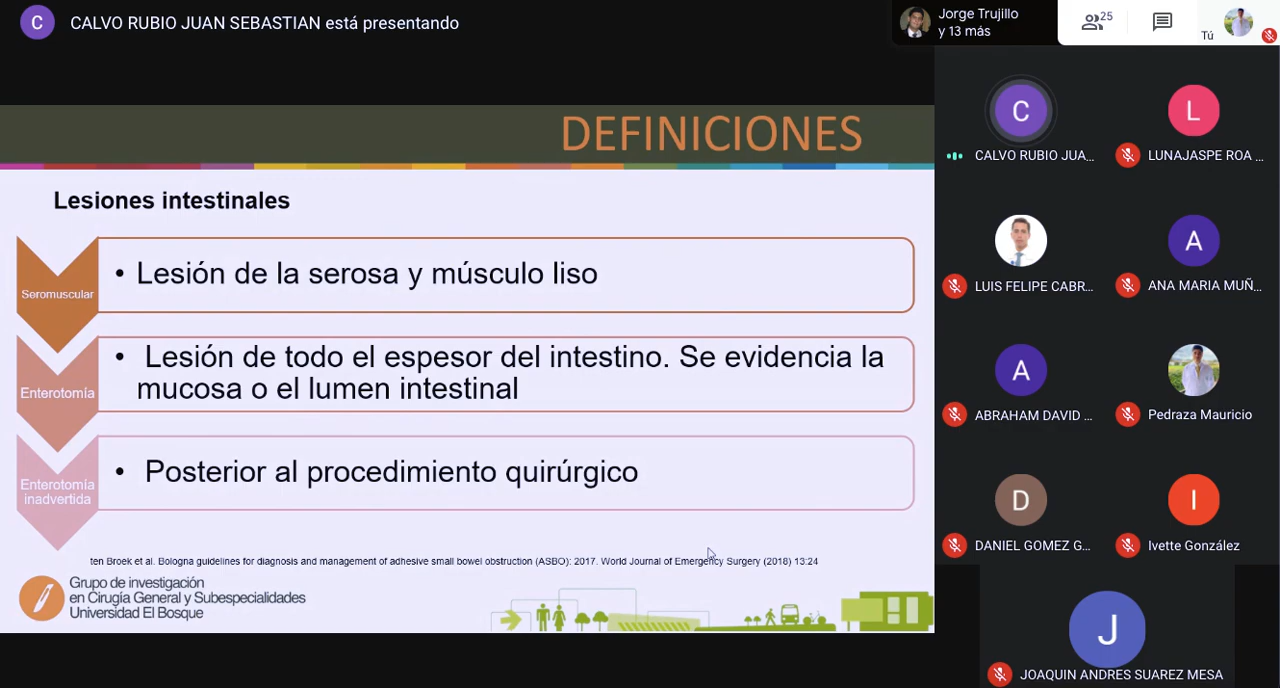 C
CALVO RUBIO JUAN SEBASTIAN está presentando
Jorge Trujillo
y 13 más
25
Tú
DEFINICIONES
Lesiones intestinales
Seromuscular
• Lesión de la serosa y músculo liso
Enterotomía
• Lesión de todo el espesor del intestino. Se evidencia la
mucosa o el lumen intestinal
Enterotomía
inadvertida
• Posterior al procedimiento quirúrgico
ten Broek et al. Bologna guidelines for diagnosis and management of adhesive small bowel obstruction (ASBO): 2017. World Journal of Emergency Surgery (2018) 13:24
Grupo de investigación
en Cirugía General y Subespecialidades
Universidad El Bosque
C
CALVO RUBIO JUA...
L
LUNAJASPE ROA ...
LUIS FELIPE CABR...
A
ANA MARIA MUÑ...
A
ABRAHAM DAVID ...
Pedraza Mauricio
D
DANIEL GOMEZ G...
I
Ivette González
J
JOAQUIN ANDRES SUAREZ MESA